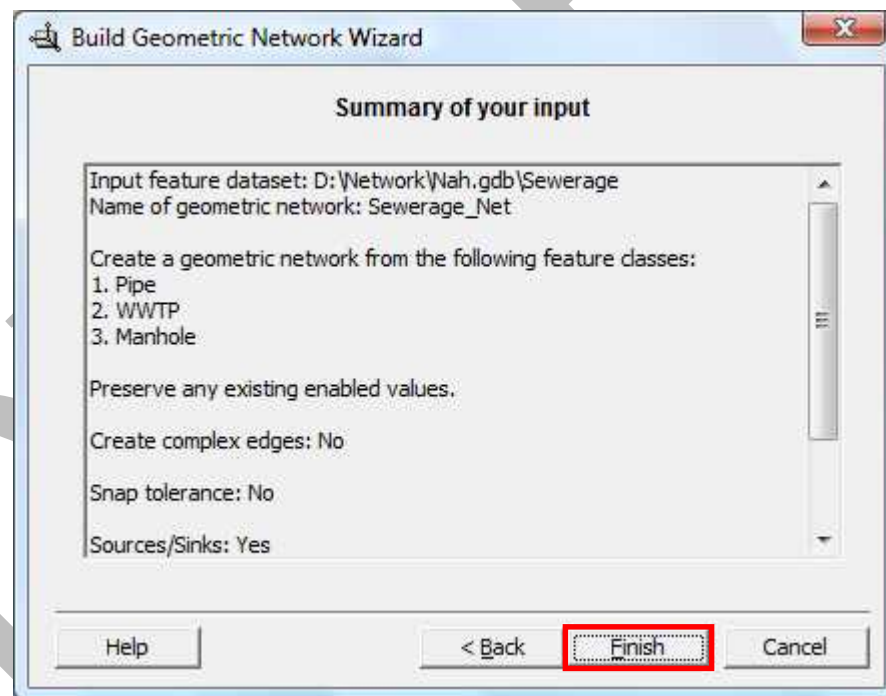 Build Geometric Network Wizard
Summary of your input
Input feature dataset: D:\Network\Nah.gdb\Sewerage
Name of geometric network: Sewerage_Net
Create a geometric network from the following feature classes:
1. Pipe
2. WWTP
3. Manhole
Preserve any existing enabled values.
Create complex edges: No
Snap tolerance: No
Sources/Sinks: Yes
Help
< Back
Finish
Cancel